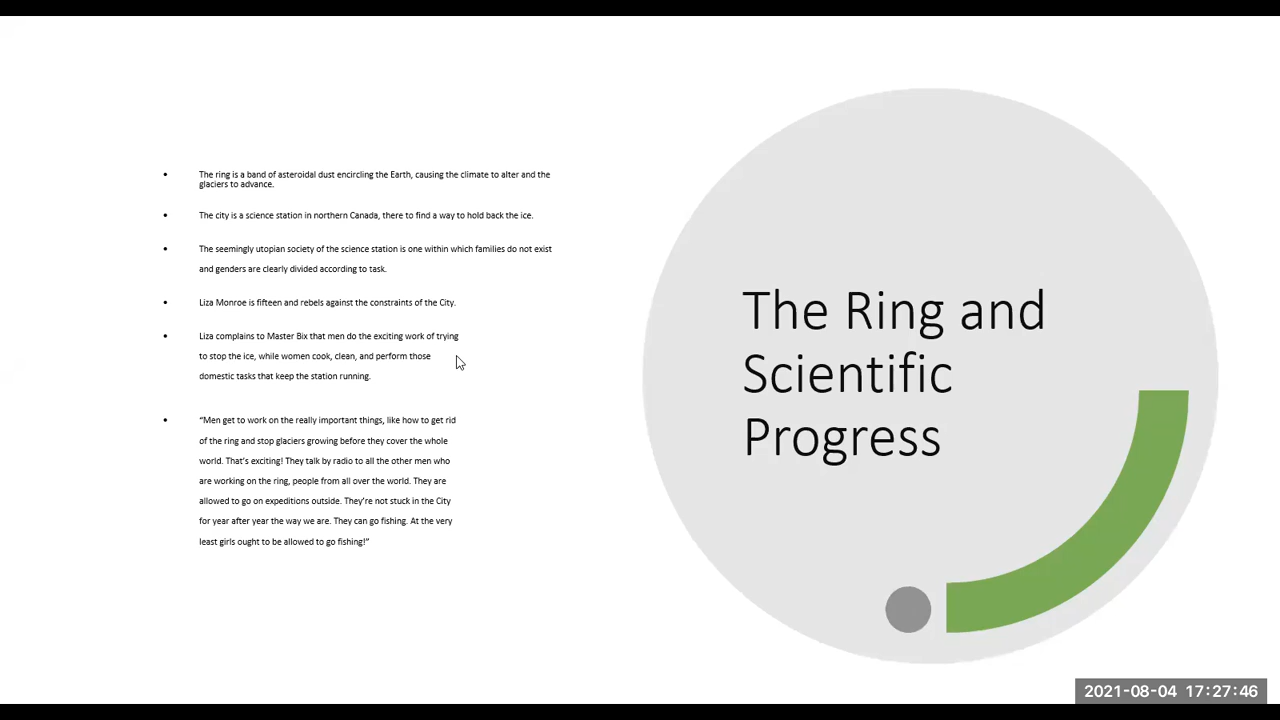 • The ring is a band of asteroidal dust encircling the Earth, causing the climate to alter and the
glaciers to advance.
• The city is a science station in northern Canada, there to find a way to hold back the ice.
• The seemingly utopian society of the science station is one within which families do not exist
and genders are clearly divided according to task.
• Liza Monroe is fifteen and rebels against the constraints of the City.
• Liza complains to Master Bix that men do the exciting work of trying
to stop the ice, while women cook, clean, and perform those
domestic tasks that keep the station running.
• “Men get to work on the really important things, like how to get rid
of the ring and stop glaciers growing before they cover the whole
world. That’s exciting! They talk by radio to all the other men who
are working on the ring, people from all over the world. They are
allowed to go on expeditions outside. They’re not stuck in the City
for year after year the way we are. They can go fishing. At the very
least girls ought to be allowed to go fishing!”
The Ring and
Scientific
Progress
2021-08-04 17:27:46